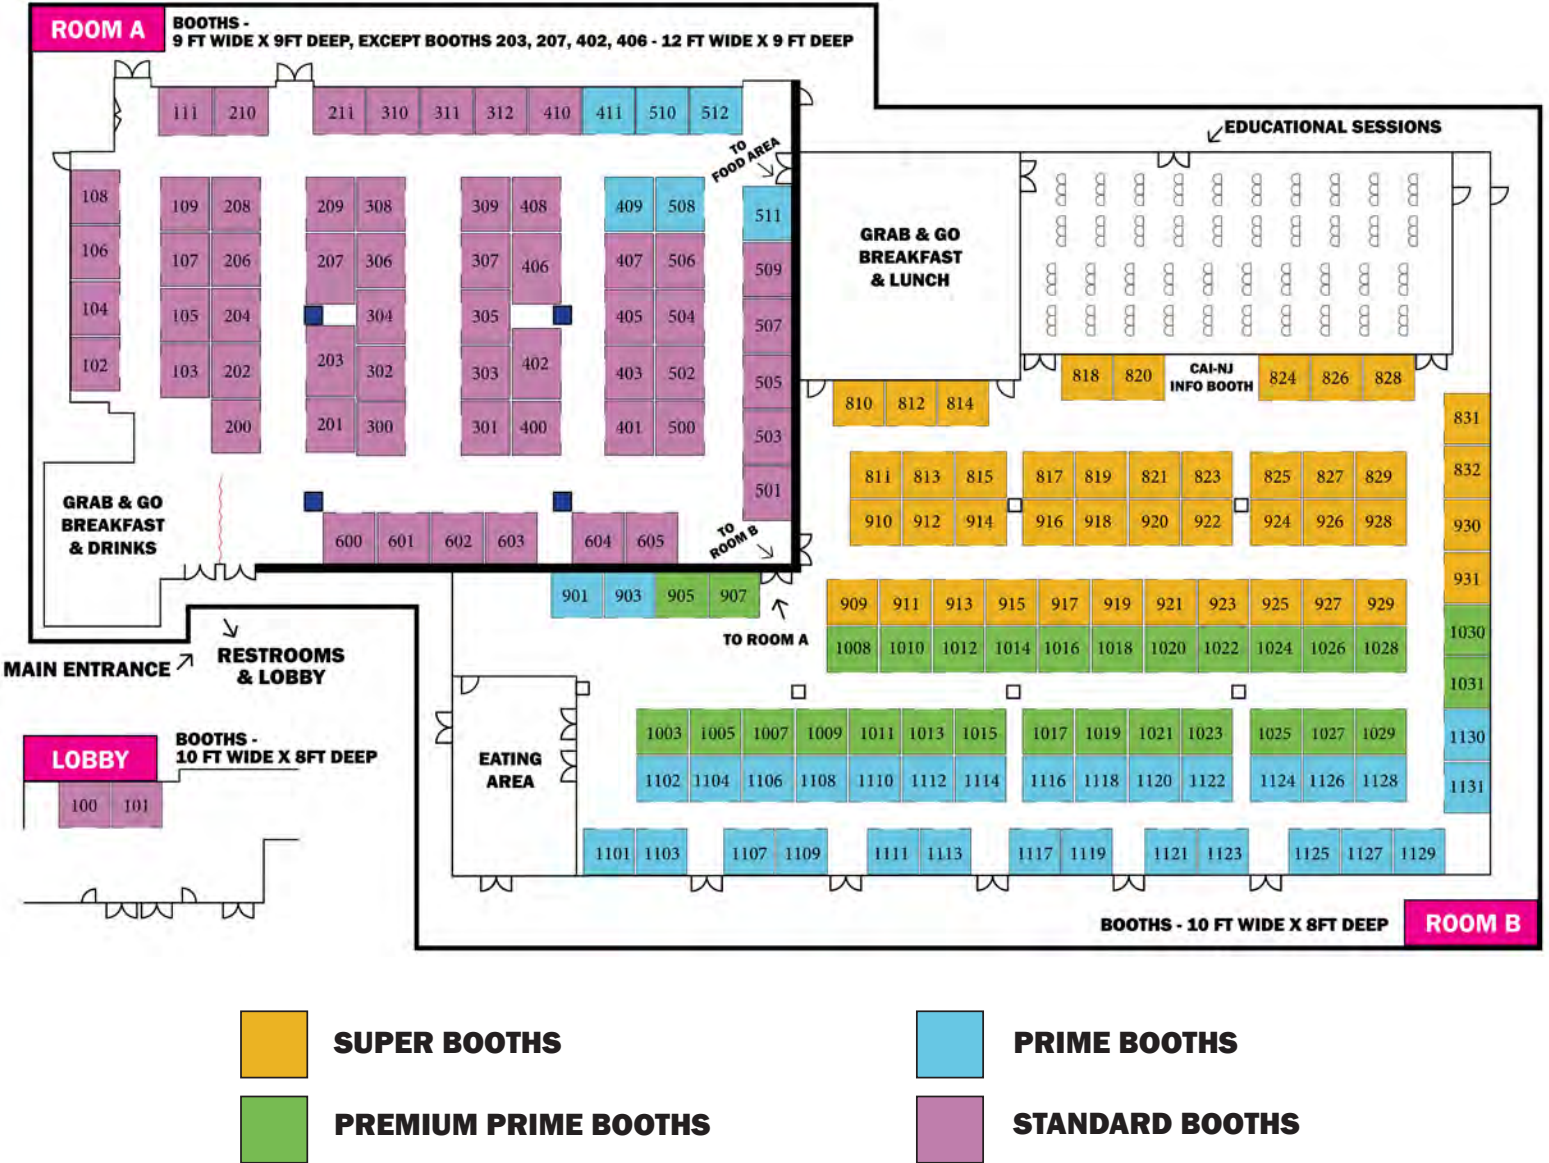 ROOM A
BOOTHS -
9 FT WIDE X 9FT DEEP, EXCEPT BOOTHS 203, 207, 402, 406 - 12 FT WIDE X 9 FT DEEP
111 210 211 310 311 312 410 411 510 512
TO
FOOD AREA
EDUCATIONAL SESSIONS
108 109 208 209 308 309 408 409 508 511
106 107 206 207 306 307 406 407 506 509
104 105 204 304 305 405 504 507
102 103 202 203 302 303 402 403 502 505
200 201 300 301 400 401 500 503
501
GRAB & GO
BREAKFAST
& LUNCH
GRAB & GO
BREAKFAST
& DRINKS
600 601 602 603 604 605
TO
ROOM B
818 820
CAI-NJ
INFO BOOTH
824 826 828
810 812 814
831
832
930
931
1030
1031
1130
1131
811 813 815 817 819 821 823 825 827 829
910 912 914 916 918 920 922 924 926 928
901 903 905 907
TO ROOM A
909 911 913 915 917 919 921 923 925 927 929
1008 1010 1012 1014 1016 1018 1020 1022 1024 1026 1028
MAIN ENTRANCE
RESTROOMS
& LOBBY
1003 1005 1007 1009 1011 1013 1015 1017 1019 1021 1023 1025 1027 1029
1102 1104 1106 1108 1110 1112 1114 1116 1118 1120 1122 1124 1126 1128
EATING
AREA
LOBBY
BOOTHS -
10 FT WIDE X 8FT DEEP
100 101
1101 1103 1107 1109 1111 1113 1117 1119 1121 1123 1125 1127 1129
BOOTHS - 10 FT WIDE X 8FT DEEP
ROOM B
SUPER BOOTHS
PRIME BOOTHS
PREMIUM PRIME BOOTHS
STANDARD BOOTHS